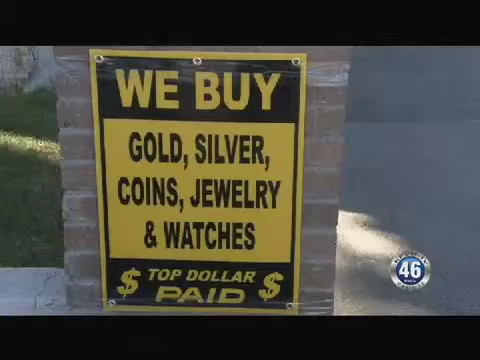 WE BUY
GOLD, SILVER,
COINS, JEWELRY
& WATCHES
$ TOP DOLLAR $
PAID
46